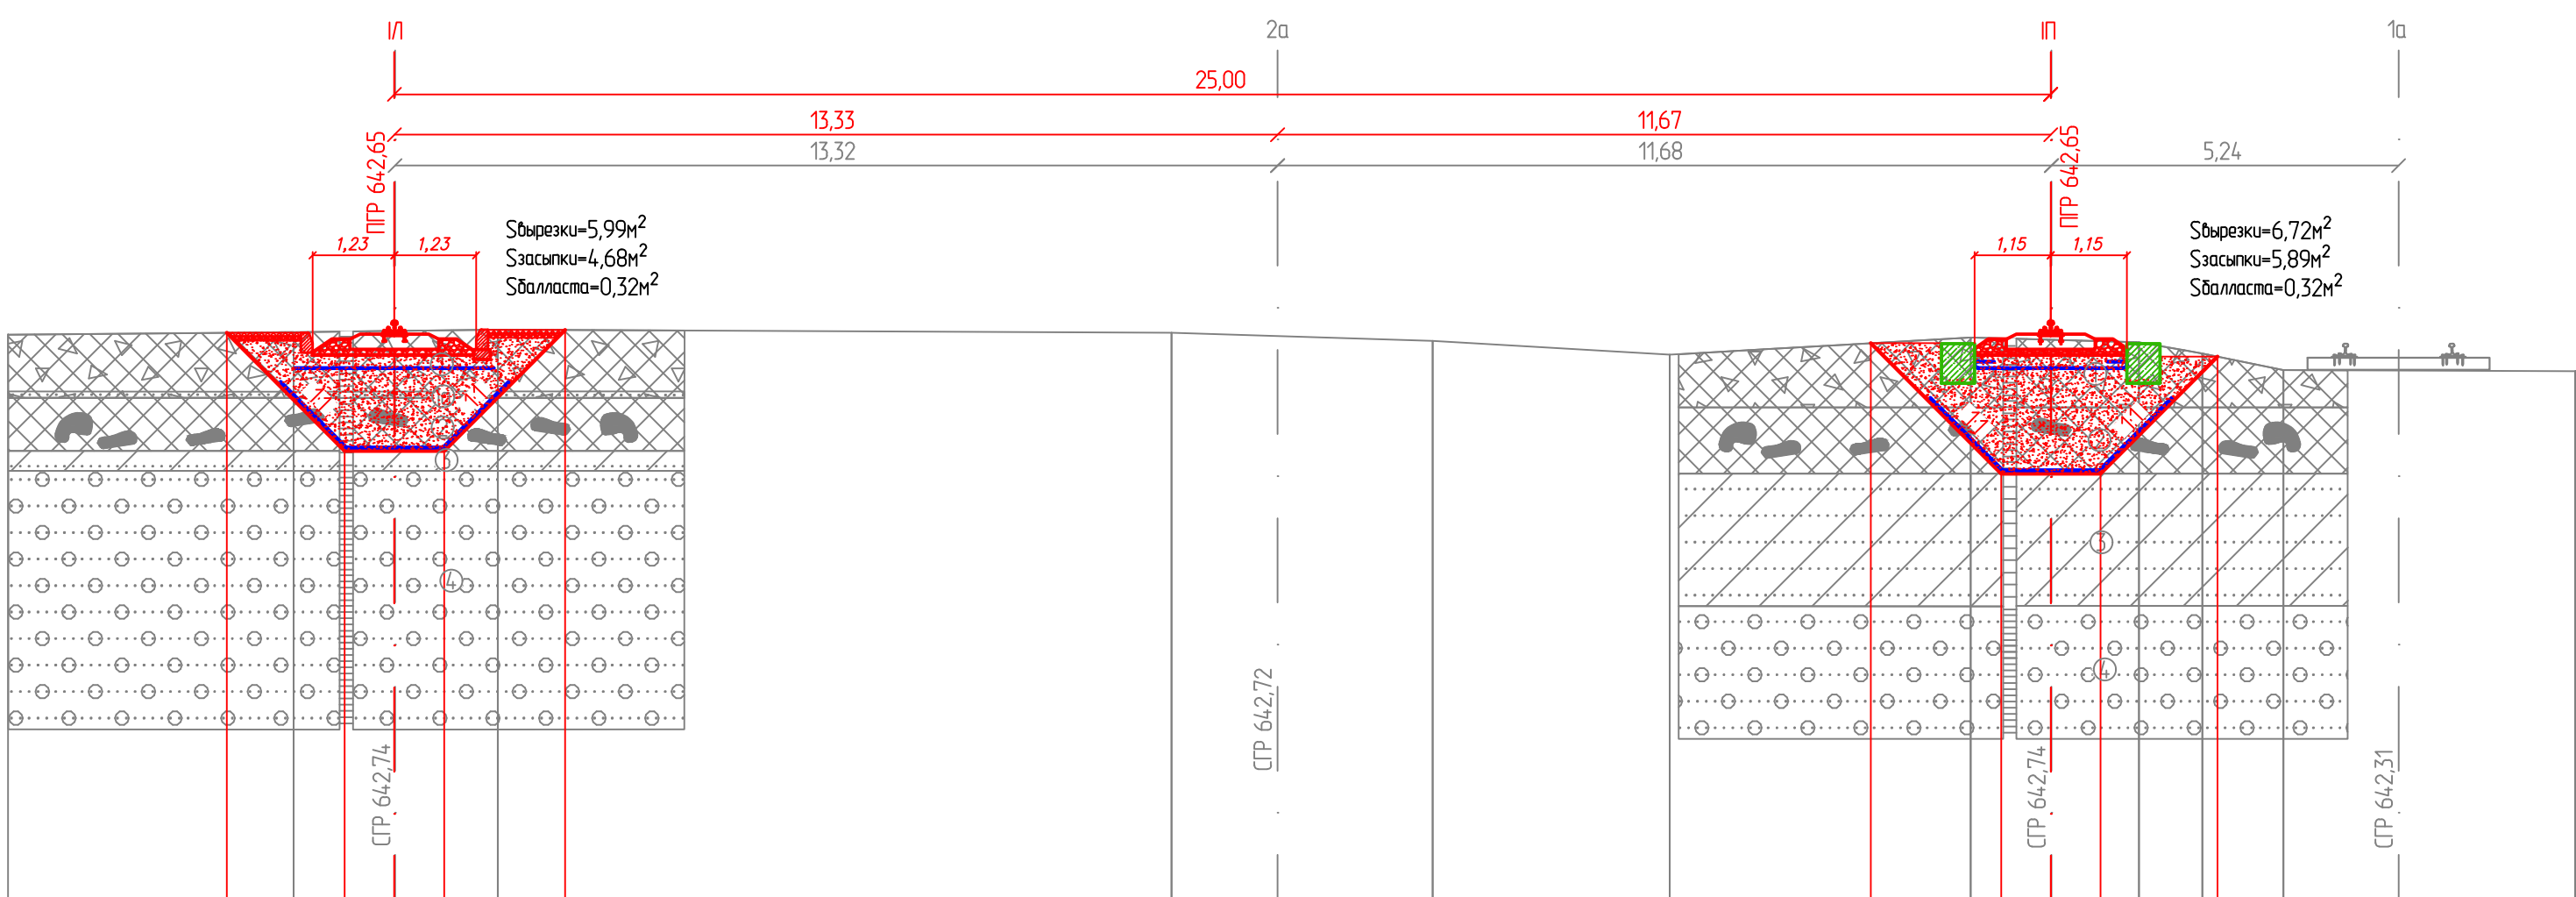 IЛ
2а
IП
1а
25,00
13,33
11,67
13,32
11,68
5,24
ПГР 642,65
ПГР 642,65
1,23
1,23
Sвырезки=5,99м²
Sзасыпки=4,68м²
Sбалласта=0,32м²
1,15
1,15
Sвырезки=6,72м²
Sзасыпки=5,89м²
Sбалласта=0,32м²
3
4
3
4
СГР 642,74
СГР 642,72
СГР 642,74
СГР 642,31